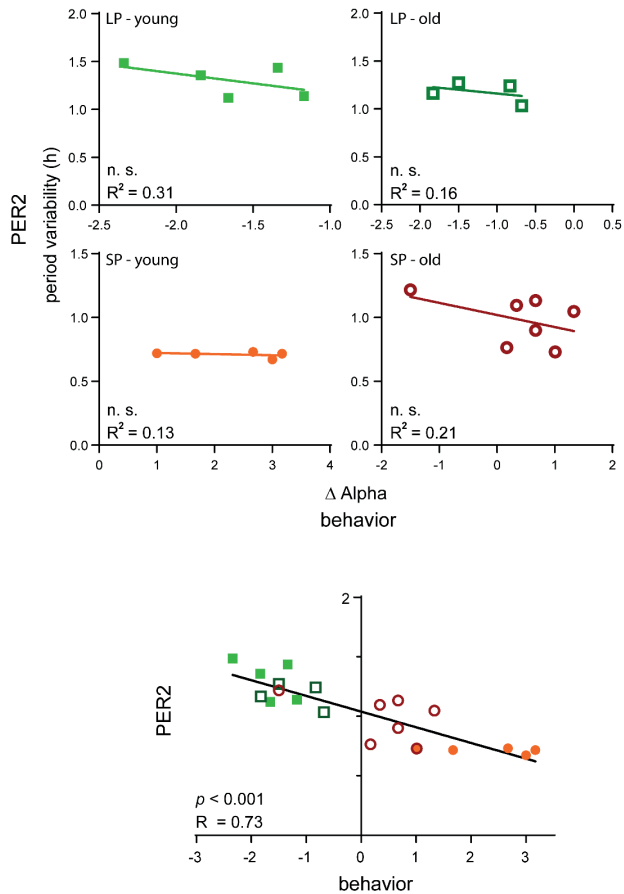 LP - young
LP - old
2.0
1.5
1.0
0.5
0.0
n. s.
R² = 0.31
-2.5
-2.0
-1.5
-1.0
2.0
1.5
1.0
0.5
0.0
n. s.
R² = 0.16
-2.5
-2.0
-1.5
-1.0
-0.5
0.0
0.5
PER2
period variability (h)
SP - young
SP - old
1.5
1.0
0.5
0.0
n. s.
R² = 0.13
0
1
2
3
4
1.5
1.0
0.5
0.0
n. s.
R² = 0.21
-2
-1
0
1
2
Δ Alpha
behavior
2
PER2
p < 0.001
R = 0.73
-3
-2
-1
0
1
2
3
behavior